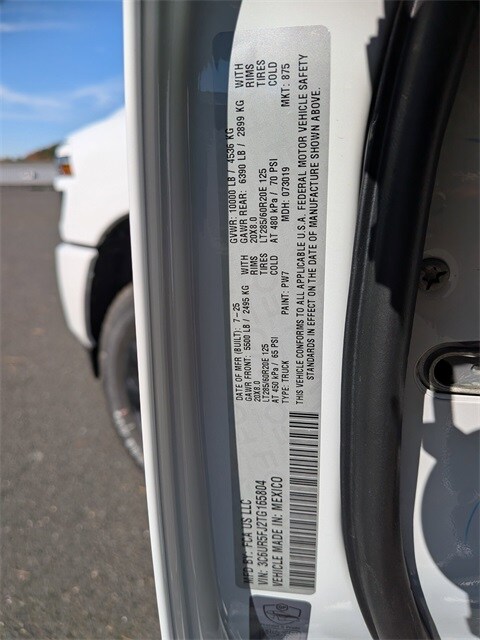 MFD BY: FCA US LLC
VIN: 3C6UR5FJ2TG165804
VEHICLE MADE IN: MEXICO
DATE OF MFR (BUILT): 7-25
GVWR: 10000 LB / 4536 KG
GAWR FRONT: 5500 LB / 2495 KG WITH
GAWR REAR: 6390 LB / 2899 KG WITH
20X8.0 RIMS
20X8.0 RIMS
LT285/60R20E 125 TIRES
LT285/60R20E 125 TIRES
AT 450 kPa / 65 PSI COLD
AT 480 kPa / 70 PSI COLD
TYPE: TRUCK PAINT: PW7 MDH: 073019 MKT: 875
THIS VEHICLE CONFORMS TO ALL APPLICABLE U.S.A. FEDERAL MOTOR VEHICLE SAFETY
STANDARDS IN EFFECT ON THE DATE OF MANUFACTURE SHOWN ABOVE.